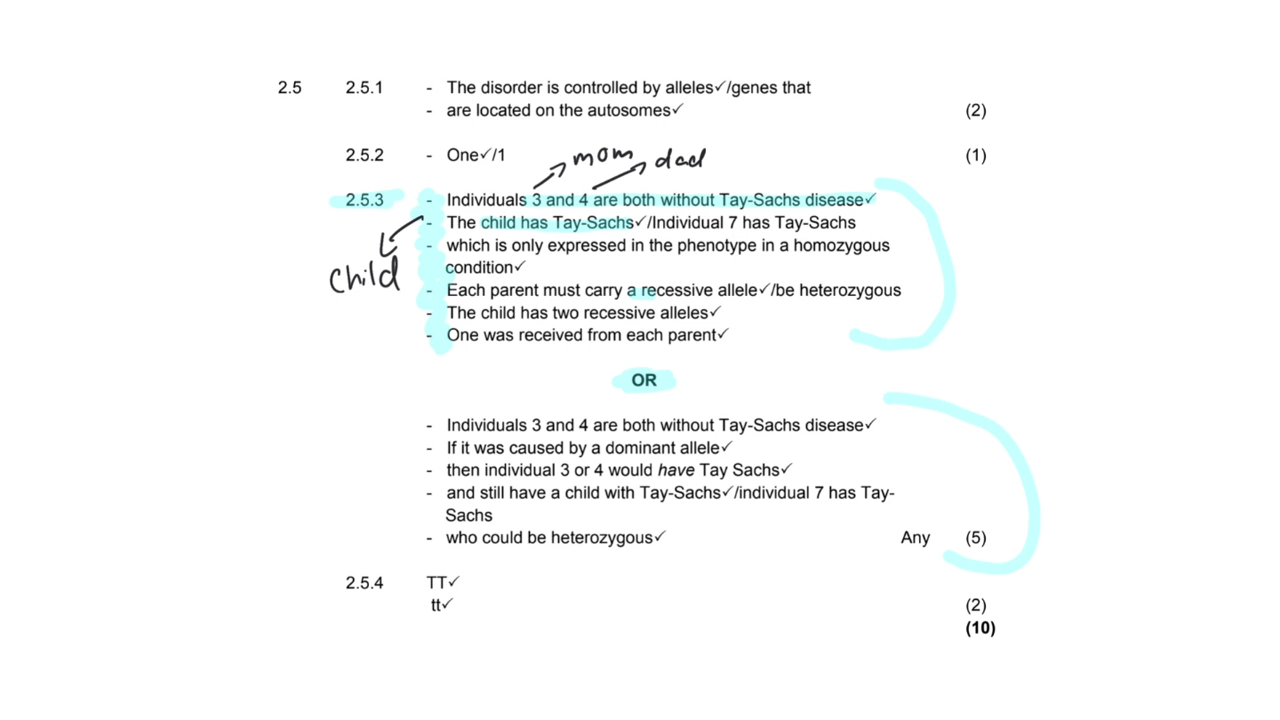 2.5 2.5.1 - The disorder is controlled by alleles✓/genes that
- are located on the autosomes✓ (2)
2.5.2 - One✓/1 (1)
mom dad
2.5.3 - Individuals 3 and 4 are both without Tay-Sachs disease✓
- The child has Tay-Sachs✓/Individual 7 has Tay-Sachs
- which is only expressed in the phenotype in a homozygous
condition✓
child
- Each parent must carry a recessive allele✓/be heterozygous
- The child has two recessive alleles✓
- One was received from each parent✓
OR
- Individuals 3 and 4 are both without Tay-Sachs disease✓
- If it was caused by a dominant allele✓
- then individual 3 or 4 would have Tay Sachs✓
- and still have a child with Tay-Sachs✓/individual 7 has Tay-
Sachs
- who could be heterozygous✓ Any (5)
2.5.4 TT✓
tt✓ (2)
(10)